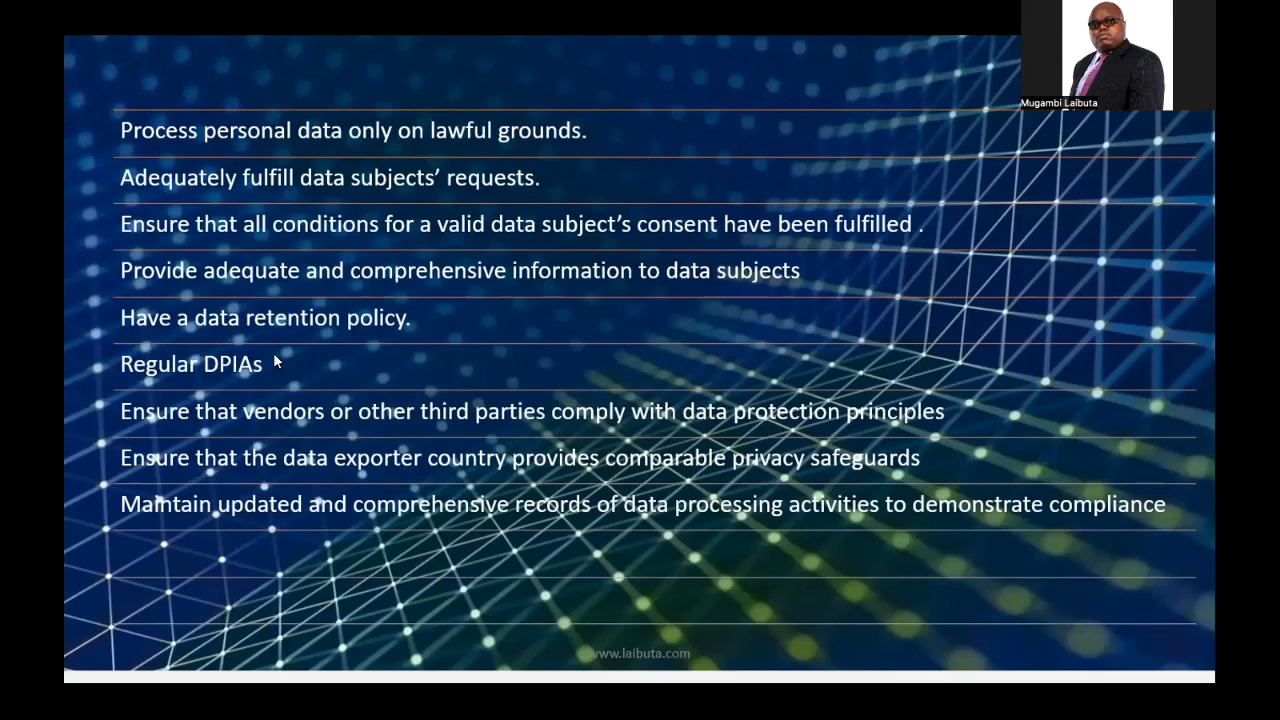 Mugambi Laibuta
Process personal data only on lawful grounds.
Adequately fulfill data subjects’ requests.
Ensure that all conditions for a valid data subject’s consent have been fulfilled .
Provide adequate and comprehensive information to data subjects
Have a data retention policy.
Regular DPIAs
Ensure that vendors or other third parties comply with data protection principles
Ensure that the data exporter country provides comparable privacy safeguards
Maintain updated and comprehensive records of data processing activities to demonstrate compliance
www.laibuta.com